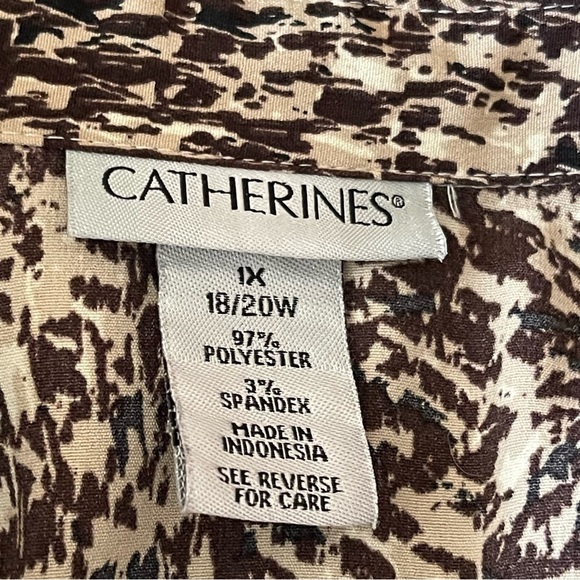 CATHERINES®
1X
18/20W
97%
POLYESTER
3%
SPANDEX
MADE IN
INDONESIA
SEE REVERSE
FOR CARE